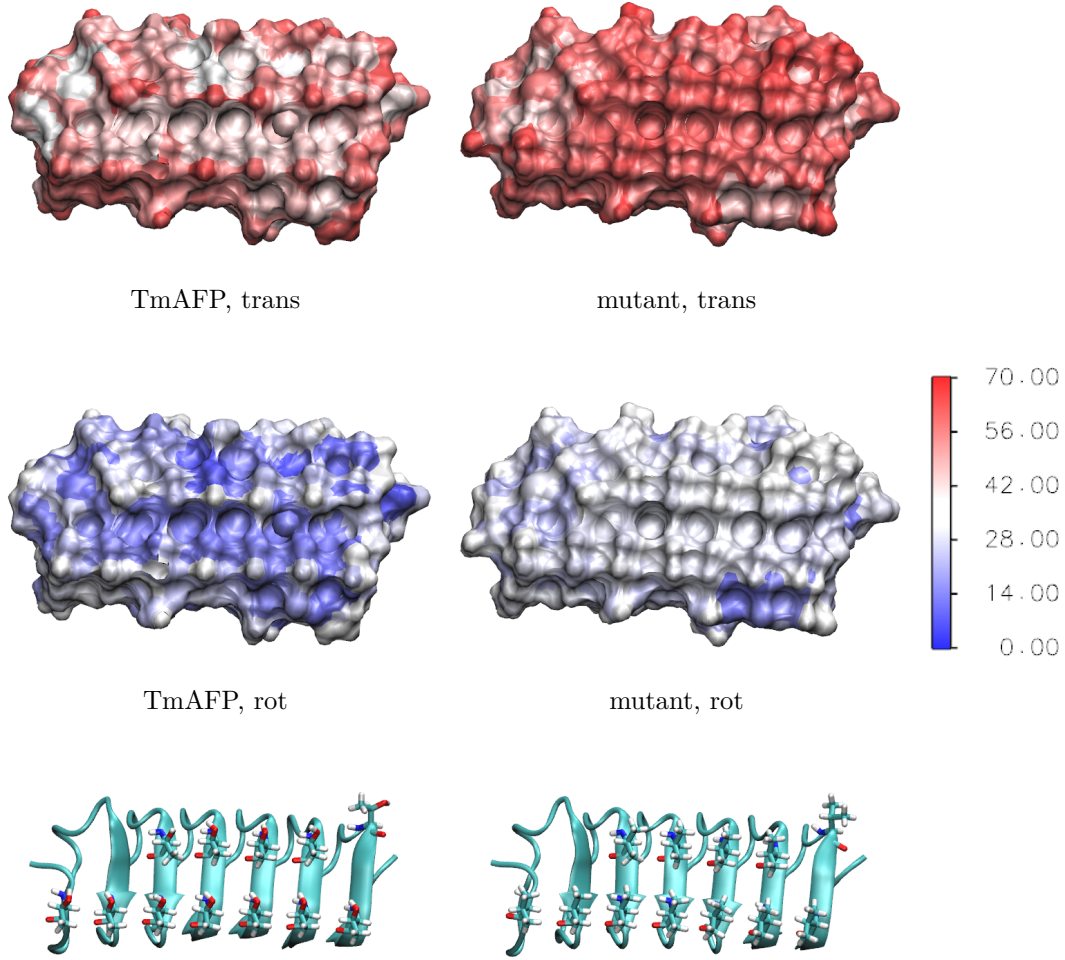 TmAFP, trans
mutant, trans
70.00
56.00
42.00
28.00
14.00
0.00
TmAFP, rot
mutant, rot